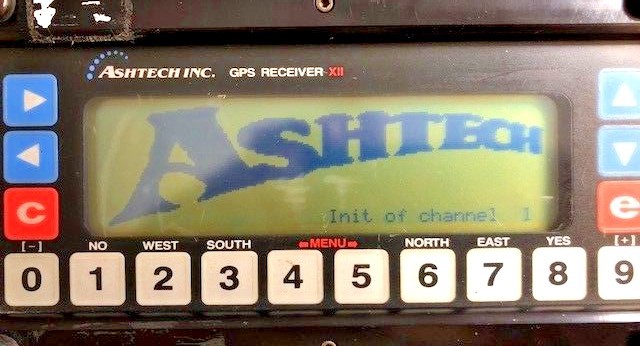 ASHTECH INC. GPS RECEIVER-XII
ASHTECH
Init of channel 1
c
e
[-] NO WEST SOUTH ⇐MENU⇒ NORTH EAST YES [+]
0 1 2 3 4 5 6 7 8 9